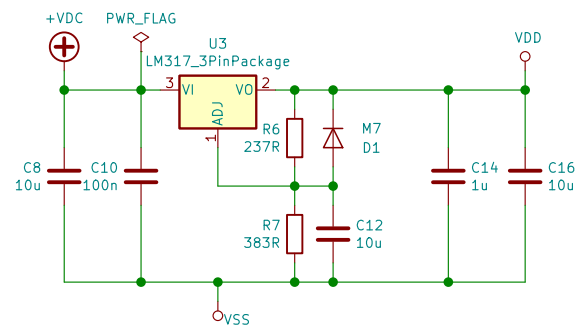 +VDC
PWR_FLAG
U3
LM317_3PinPackage
VDD
3
VI
VO
2
ADJ
1
C8
10u
C10
100n
R6
237R
M7
D1
C14
1u
C16
10u
R7
383R
C12
10u
VSS